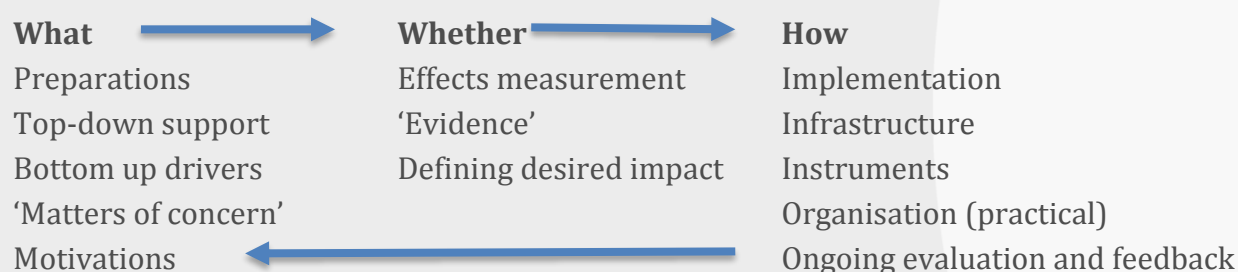 What
Preparations
Top-down support
Bottom up drivers
‘Matters of concern’
Motivations
Whether
Effects measurement
‘Evidence’
Defining desired impact
How
Implementation
Infrastructure
Instruments
Organisation (practical)
Ongoing evaluation and feedback